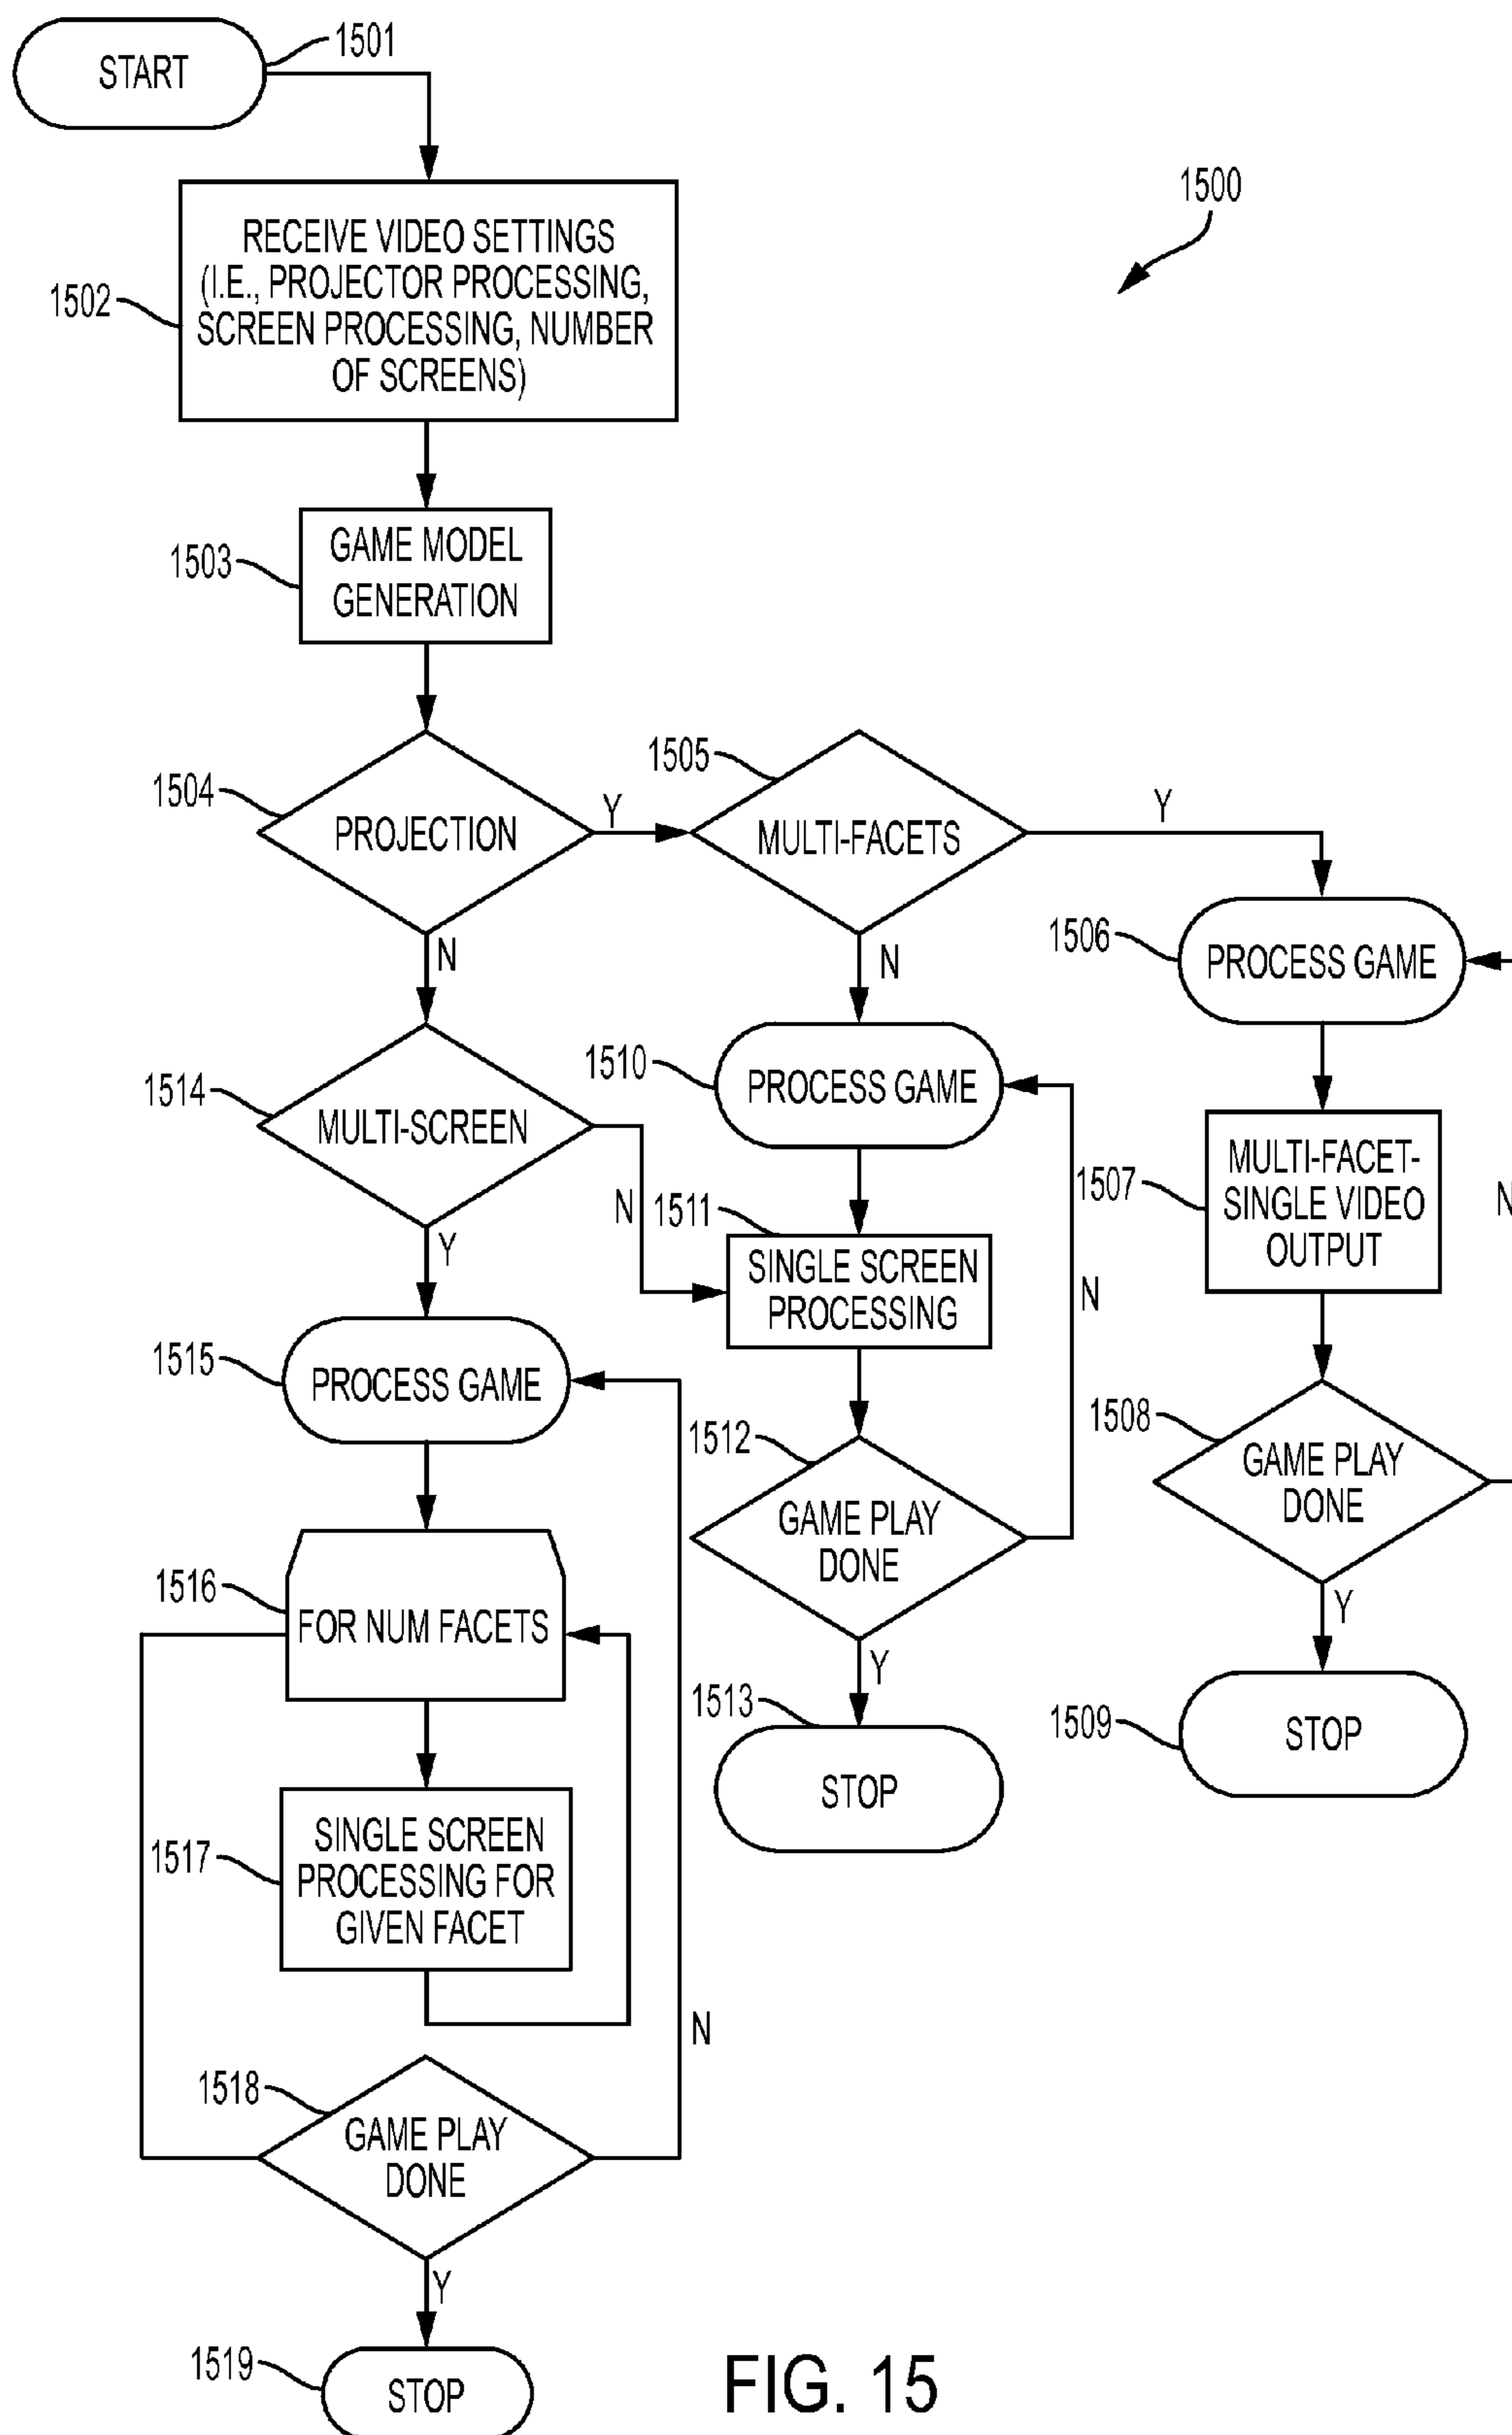 1501
START
1500
RECEIVE VIDEO SETTINGS
(I.E., PROJECTOR PROCESSING,
SCREEN PROCESSING, NUMBER
OF SCREENS)
1502
1503
GAME MODEL
GENERATION
1504
PROJECTION
Y
N
1505
MULTI-FACETS
Y
N
1506
PROCESS GAME
1507
MULTI-FACET-
SINGLE VIDEO
OUTPUT
N
1508
GAME PLAY
DONE
Y
1509
STOP
1510
PROCESS GAME
1511
SINGLE SCREEN
PROCESSING
N
1512
GAME PLAY
DONE
Y
1513
STOP
1514
MULTI-SCREEN
N
Y
1515
PROCESS GAME
1516
FOR NUM FACETS
1517
SINGLE SCREEN
PROCESSING FOR
GIVEN FACET
N
1518
GAME PLAY
DONE
Y
1519
STOP
FIG. 15